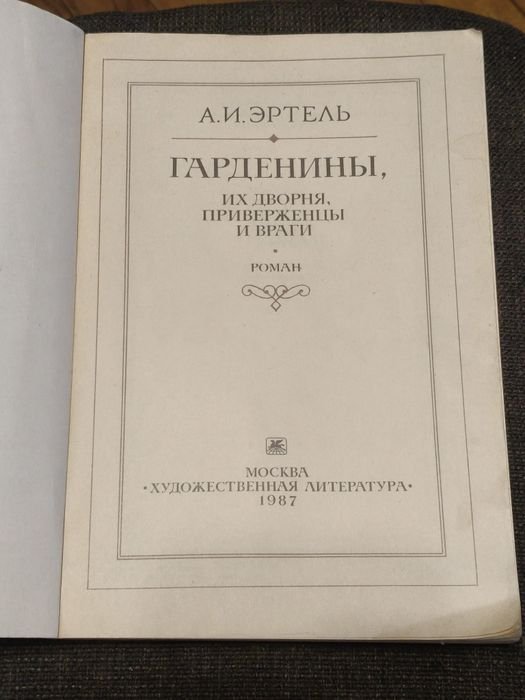 А.И.ЭРТЕЛЬ
ГАРДЕНИНЫ,
ИХ ДВОРНЯ,
ПРИВЕРЖЕНЦЫ
И ВРАГИ
РОМАН
МОСКВА
•ХУДОЖЕСТВЕННАЯ ЛИТЕРАТУРА•
1987